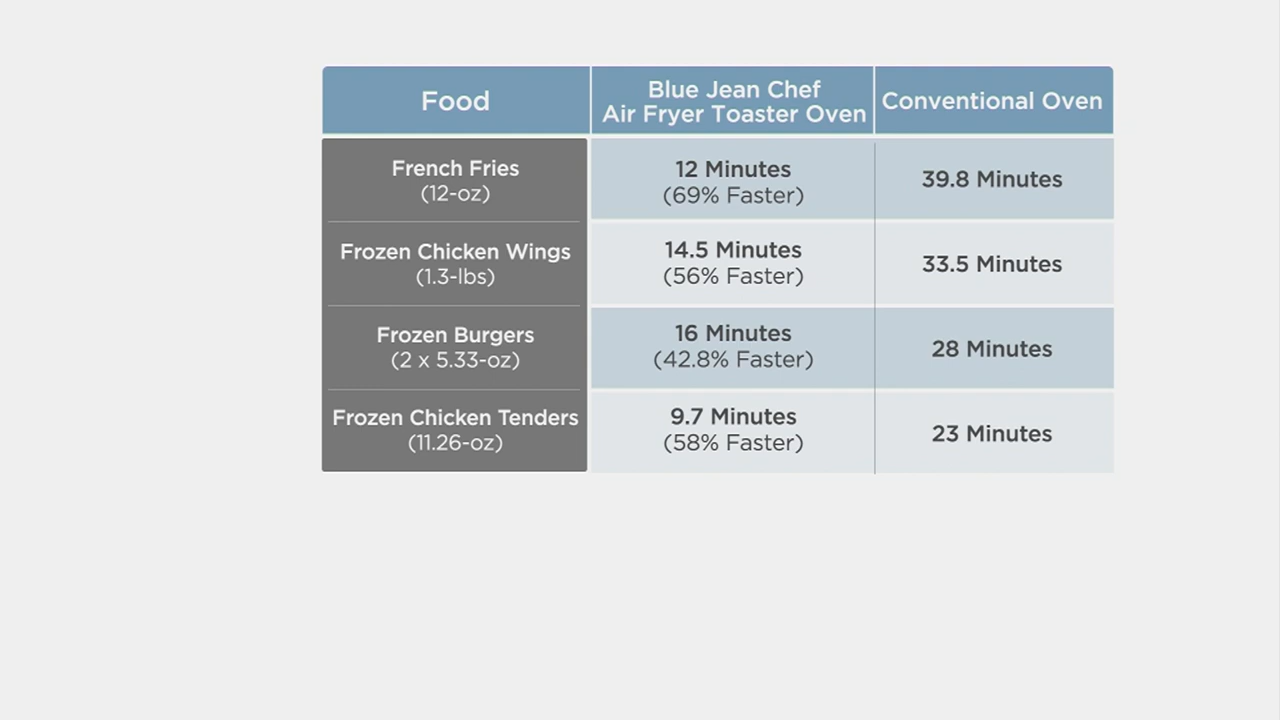 Food
Blue Jean Chef
Air Fryer Toaster Oven
Conventional Oven
French Fries
(12-oz)
12 Minutes
(69% Faster)
39.8 Minutes
Frozen Chicken Wings
(1.3-lbs)
14.5 Minutes
(56% Faster)
33.5 Minutes
Frozen Burgers
(2 x 5.33-oz)
16 Minutes
(42.8% Faster)
28 Minutes
Frozen Chicken Tenders
(11.26-oz)
9.7 Minutes
(58% Faster)
23 Minutes